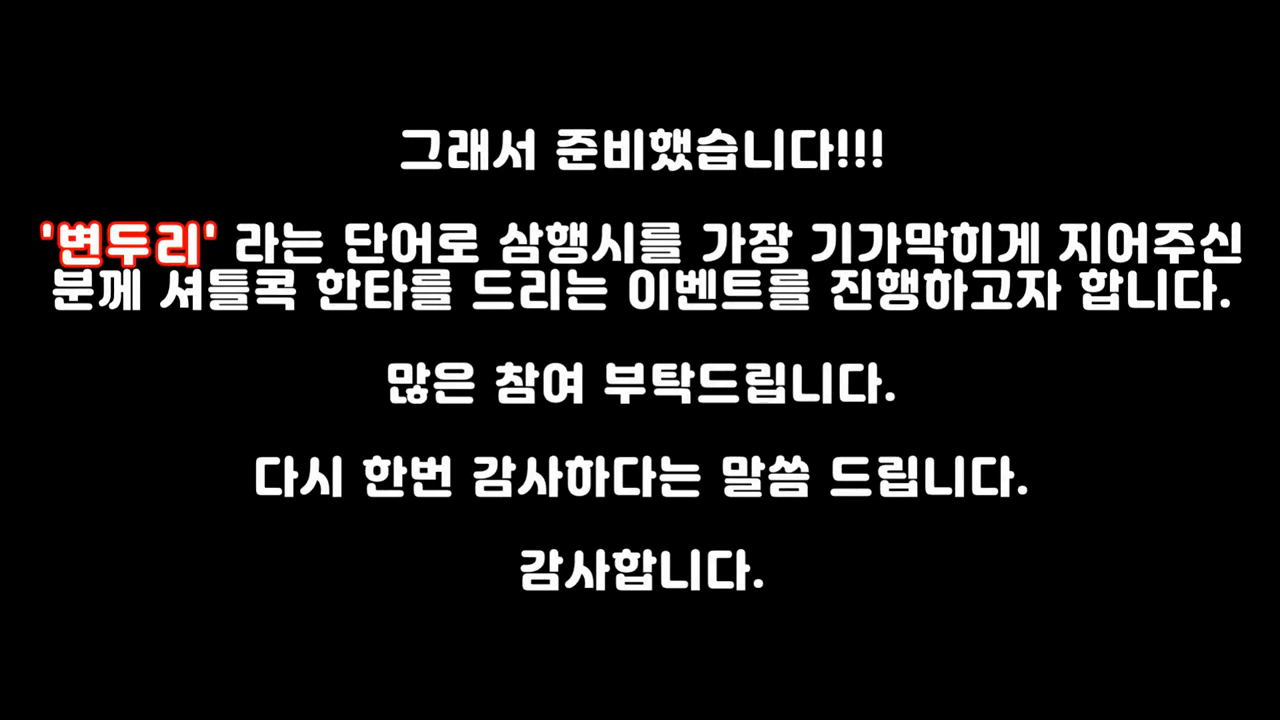 그래서 준비했습니다!!!
'변두리' 라는 단어로 삼행시를 가장 기가막히게 지어주신
분께 셔틀콕 한타를 드리는 이벤트를 진행하고자 합니다.
많은 참여 부탁드립니다.
다시 한번 감사하다는 말씀 드립니다.
감사합니다.